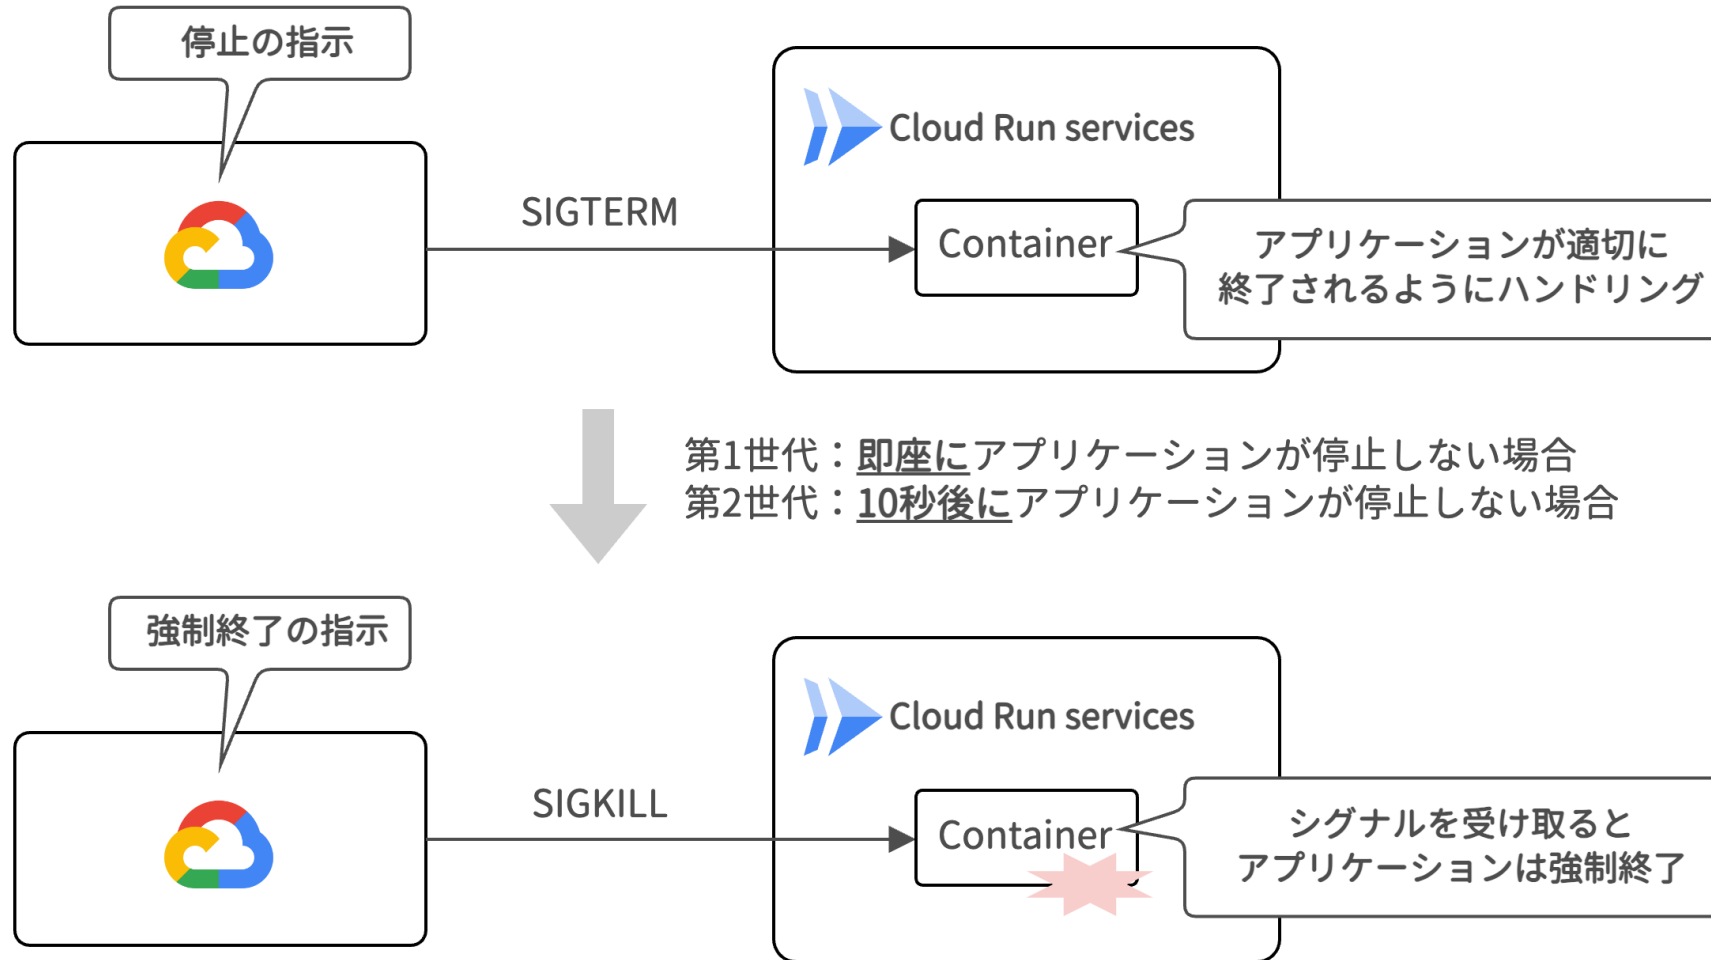 停止の指示
Cloud Run services
SIGTERM
Container
アプリケーションが適切に
終了されるようにハンドリング
第1世代：即座にアプリケーションが停止しない場合
第2世代：10秒後にアプリケーションが停止しない場合
強制終了の指示
Cloud Run services
SIGKILL
Container
シグナルを受け取ると
アプリケーションは強制終了